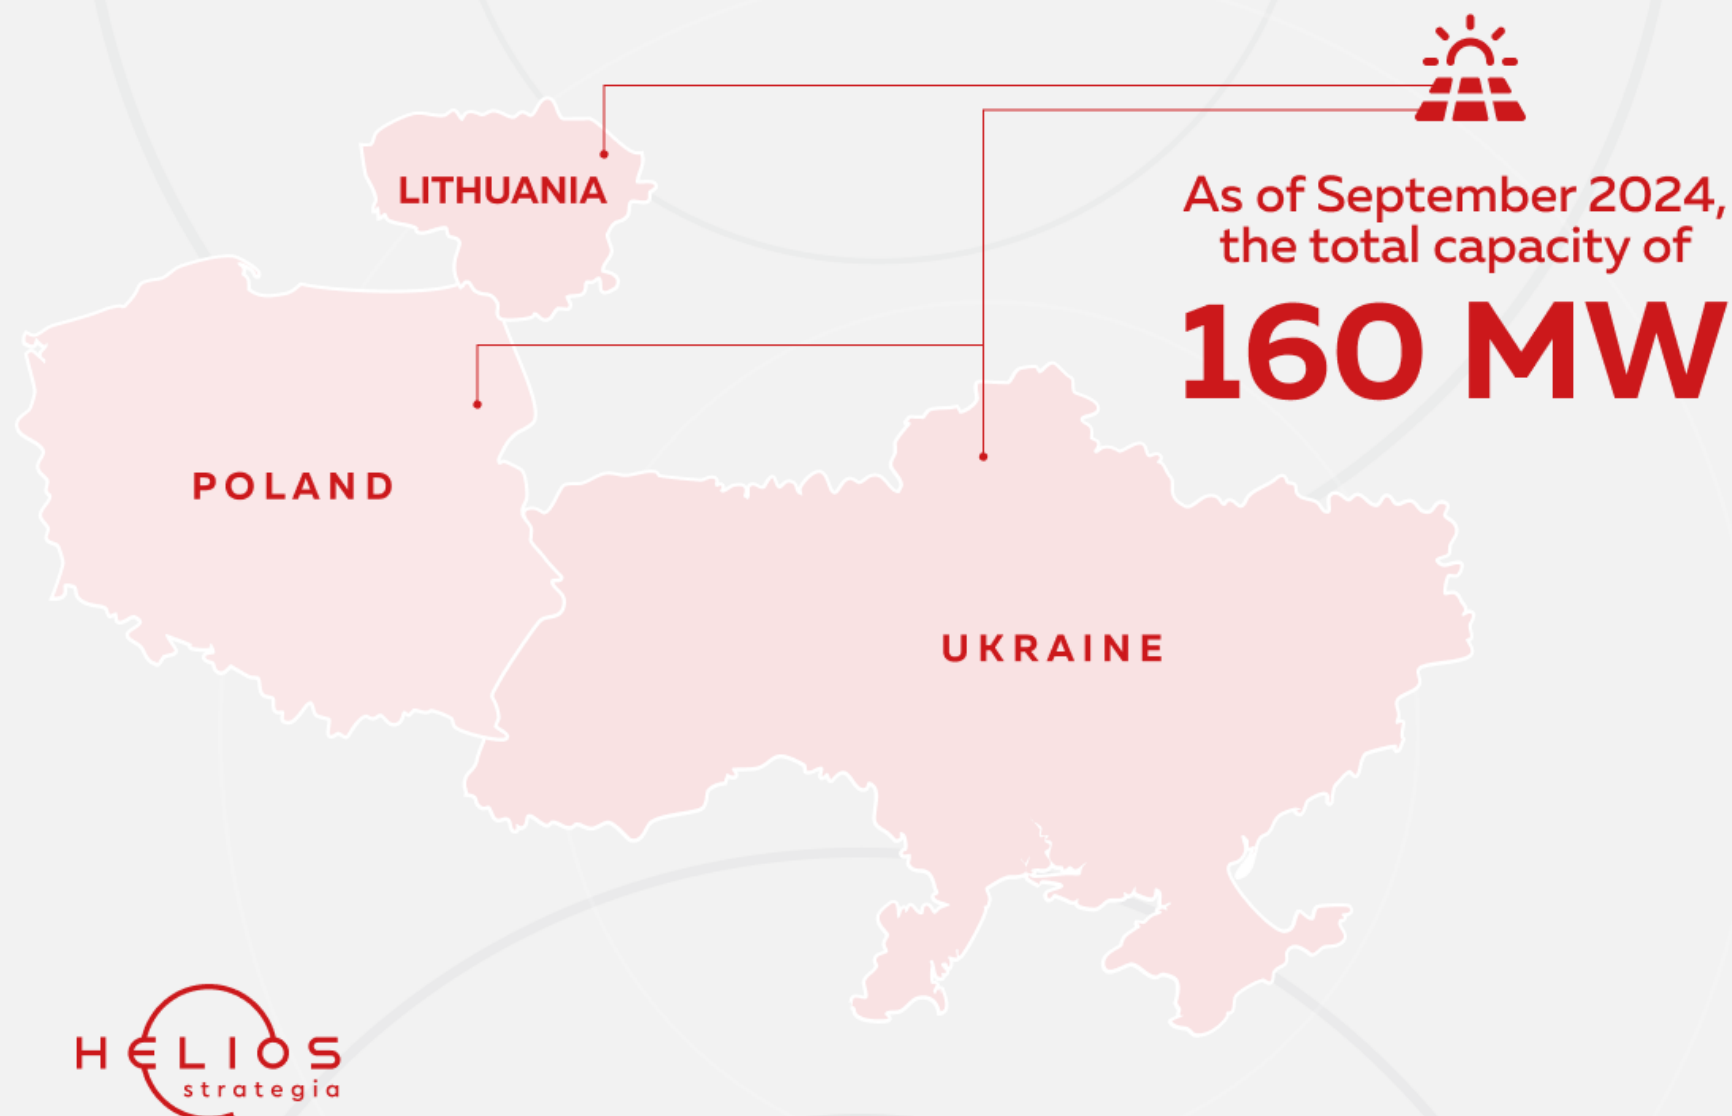 LITHUANIA
As of September 2024,
the total capacity of
160 MW
POLAND
UKRAINE
HELIOS
strategia